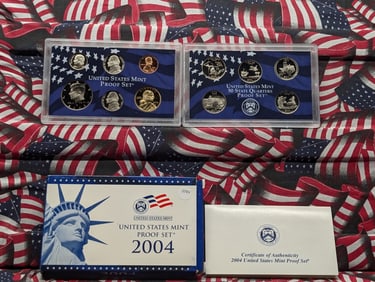 UNITED STATES MINT
PROOF SET
UNITED STATES MINT
50 STATE QUARTERS
PROOF SET
UNITED STATES MINT
UNITED STATES MINT
PROOF SET
2004
Certificate of Authenticity
2004 United States Mint Proof Set